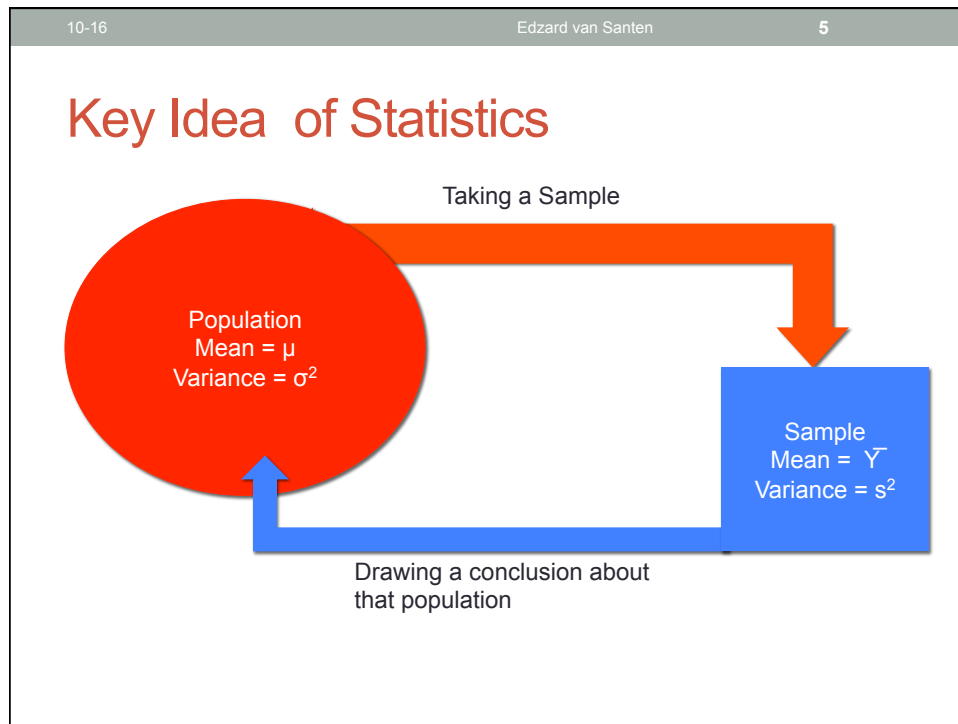 10-16 Edzard van Santen 5
Key Idea of Statistics
Taking a Sample
Population
Mean = μ
Variance = σ²
Sample
Mean = Y̅
Variance = s²
Drawing a conclusion about
that population